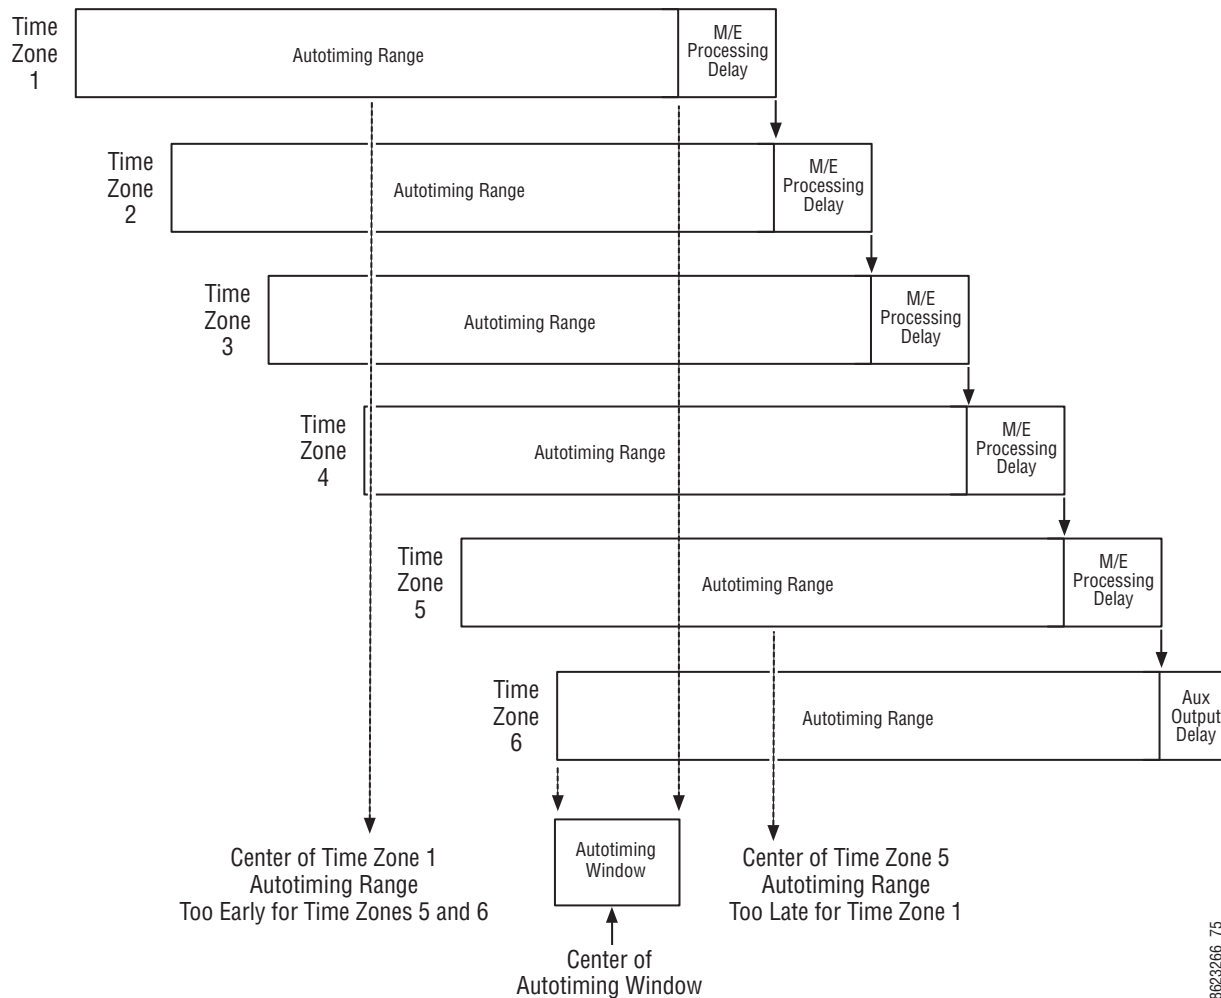 Time
Zone
1
Autotiming Range
M/E
Processing
Delay
Time
Zone
2
Autotiming Range
M/E
Processing
Delay
Time
Zone
3
Autotiming Range
M/E
Processing
Delay
Time
Zone
4
Autotiming Range
M/E
Processing
Delay
Time
Zone
5
Autotiming Range
M/E
Processing
Delay
Time
Zone
6
Autotiming Range
Aux
Output
Delay
Center of Time Zone 1
Autotiming Range
Too Early for Time Zones 5 and 6
Autotiming
Window
Center of Time Zone 5
Autotiming Range
Too Late for Time Zone 1
Center of
Autotiming Window
8623266_75